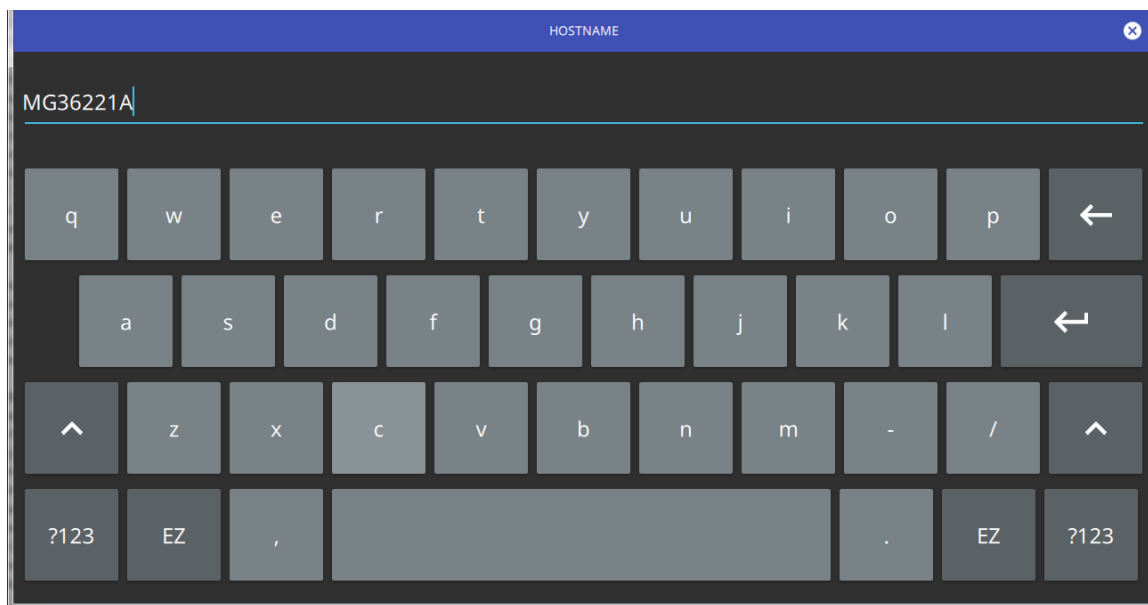 HOSTNAME
MG36221A
q w e r t y u i o p
a s d f g h j k l
z x c v b n m - /
?123 EZ , . EZ ?123